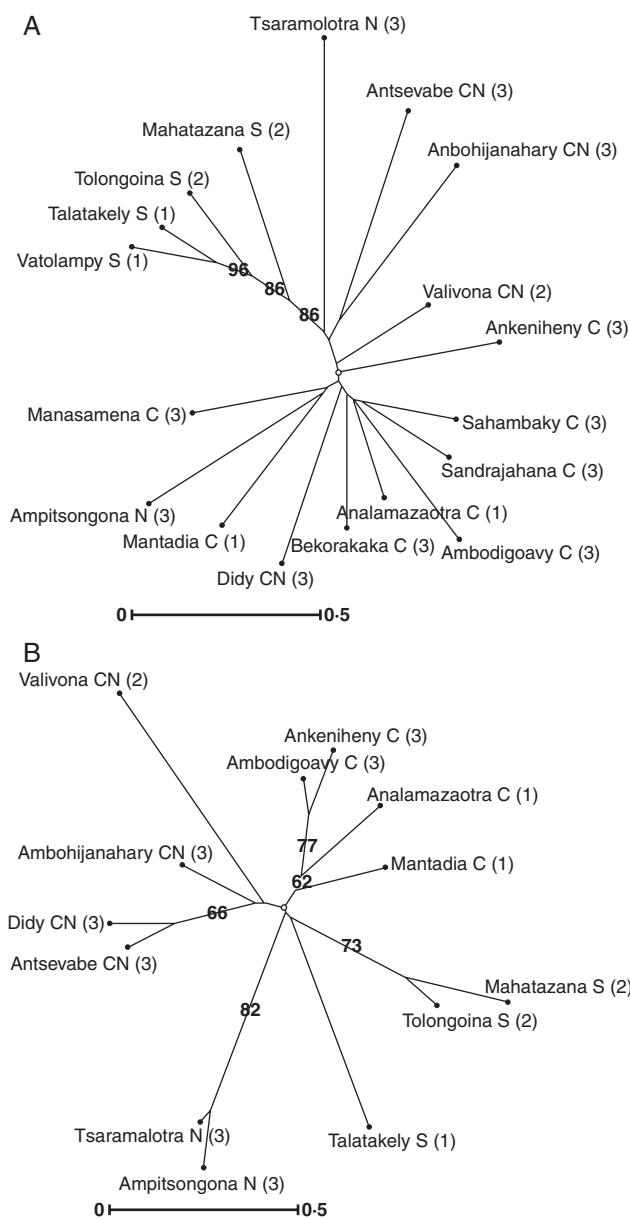 A
Tsaramolotra N (3)
Antsevabe CN (3)
Mahatazana S (2)
Anbohijanahary CN (3)
Tolongoina S (2)
Talatakely S (1)
Vatolampy S (1)
96
86
86
Valivona CN (2)
Ankeniheny C (3)
Manasamena C (3)
Sahambaky C (3)
Sandrajahana C (3)
Ampitsongona N (3)
Analamazaotra C (1)
Mantadia C (1)
Bekorakaka C (3)
Ambodigoavy C (3)
Didy CN (3)
0 0·5
B
Valivona CN (2)
Ankeniheny C (3)
Ambodigoavy C (3)
Analamazaotra C (1)
77
Ambohijanahary CN (3)
Mantadia C (1)
62
66
Didy CN (3)
Antsevabe CN (3)
73
Mahatazana S (2)
Tolongoina S (2)
82
Tsaramalotra N (3)
Talatakely S (1)
Ampitsongona N (3)
0 0·5